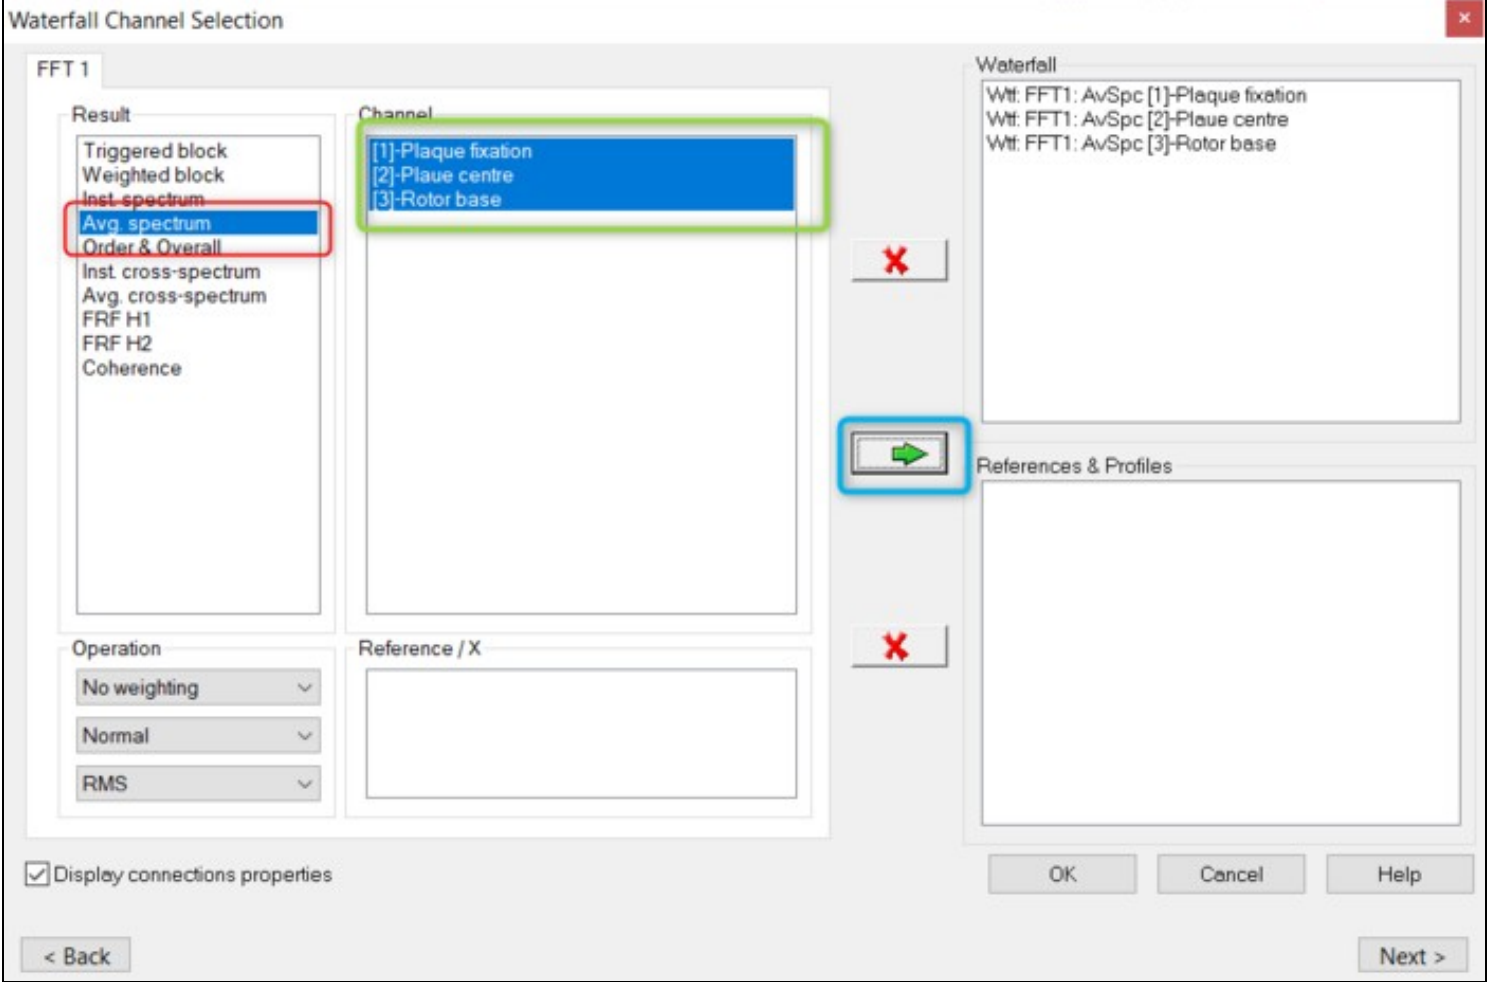 Waterfall Channel Selection
FFT 1
Result
Triggered block
Weighted block
Inst. spectrum
Avg. spectrum
Order & Overall
Inst. cross-spectrum
Avg. cross-spectrum
FRF H1
FRF H2
Coherence
Channel
[1]-Plaque fixation
[2]-Plaue centre
[3]-Rotor base
Operation
No weighting
Normal
RMS
Reference / X
Waterfall
Wtf: FFT1: AvSpc [1]-Plaque fixation
Wtf: FFT1: AvSpc [2]-Plaue centre
Wtf: FFT1: AvSpc [3]-Rotor base
References & Profiles
Display connections properties
OK
Cancel
Help
< Back
Next >